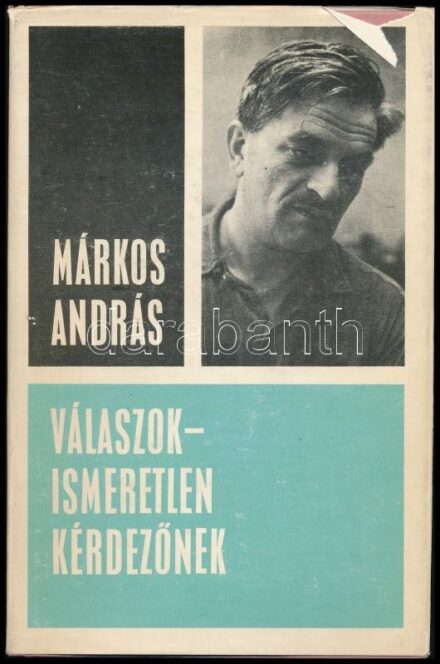 MÁRKOS
ANDRÁS
darabanth
VÁLASZOK–
ISMERETLEN
KÉRDEZŐNEK